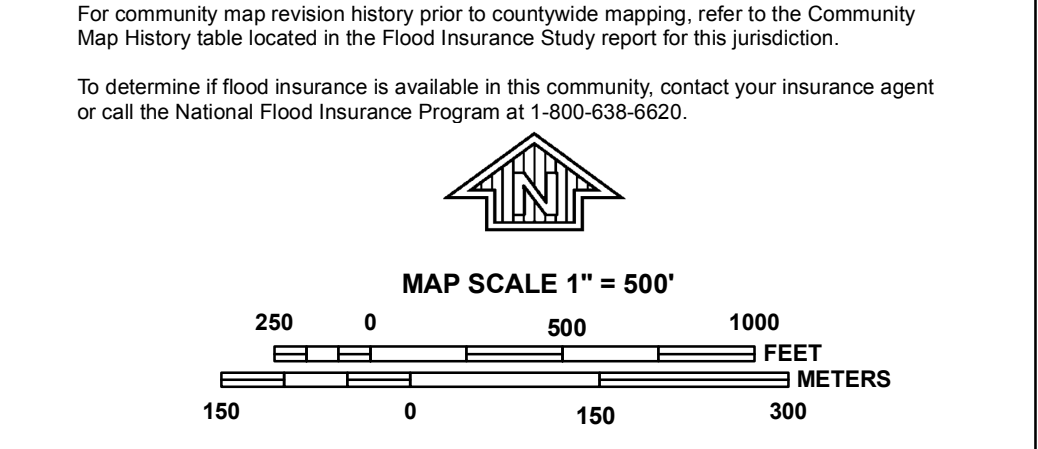 For community map revision history prior to countywide mapping, refer to the Community
Map History table located in the Flood Insurance Study report for this jurisdiction.
To determine if flood insurance is available in this community, contact your insurance agent
or call the National Flood Insurance Program at 1-800-638-6620.
N
MAP SCALE 1" = 500'
250 0 500 1000
FEET
METERS
150 0 150 300